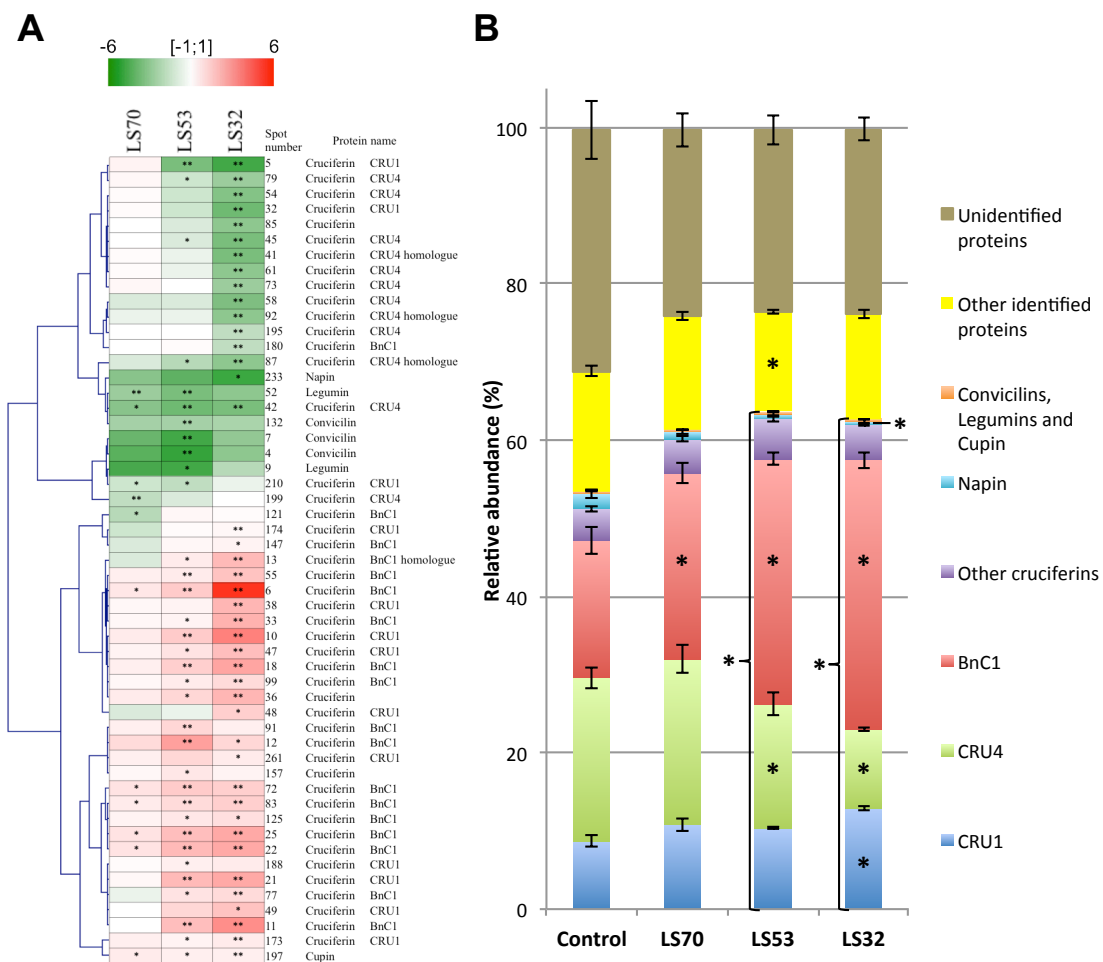 A
-6 [-1;1] 6
LS70 LS53 LS32 Spot number Protein name
** ** 5 Cruciferin CRU1
* ** 79 Cruciferin CRU4
** 54 Cruciferin CRU4
** 32 Cruciferin CRU1
** 85 Cruciferin
* ** 45 Cruciferin CRU4
** 41 Cruciferin CRU4 homologue
** 61 Cruciferin CRU4
** 73 Cruciferin CRU4
** 58 Cruciferin CRU4
** 92 Cruciferin CRU4 homologue
** 195 Cruciferin CRU4
** 180 Cruciferin BnC1
* ** 87 Cruciferin CRU4 homologue
* 233 Napin
** ** 52 Legumin
* ** ** 42 Cruciferin CRU4
** 132 Convicilin
** 7 Convicilin
** 4 Convicilin
* 9 Legumin
* * 210 Cruciferin CRU1
** 199 Cruciferin CRU4
* 121 Cruciferin BnC1
** 174 Cruciferin CRU1
* 147 Cruciferin BnC1
* ** 13 Cruciferin BnC1 homologue
** ** 55 Cruciferin BnC1
* ** ** 6 Cruciferin BnC1
** 38 Cruciferin CRU1
* ** 33 Cruciferin BnC1
** ** 10 Cruciferin CRU1
* ** 47 Cruciferin CRU1
** ** 18 Cruciferin BnC1
* ** 99 Cruciferin BnC1
* ** 36 Cruciferin
* 48 Cruciferin CRU1
** 91 Cruciferin BnC1
** * 12 Cruciferin BnC1
* 261 Cruciferin CRU1
* 157 Cruciferin
* ** ** 72 Cruciferin BnC1
* ** ** 83 Cruciferin BnC1
* * 125 Cruciferin BnC1
* ** ** 25 Cruciferin BnC1
* ** ** 22 Cruciferin BnC1
* 188 Cruciferin CRU1
** ** 21 Cruciferin CRU1
* ** 77 Cruciferin BnC1
* 49 Cruciferin CRU1
** ** 11 Cruciferin BnC1
* ** 173 Cruciferin CRU1
* * ** 197 Cupin
B
Relative abundance (%)
100
80
60
40
20
0
* * * * * * * * * *
Control LS70 LS53 LS32
Unidentified
proteins
Other identified
proteins
Convicilins,
Legumins and
Cupin
Napin
Other cruciferins
BnC1
CRU4
CRU1